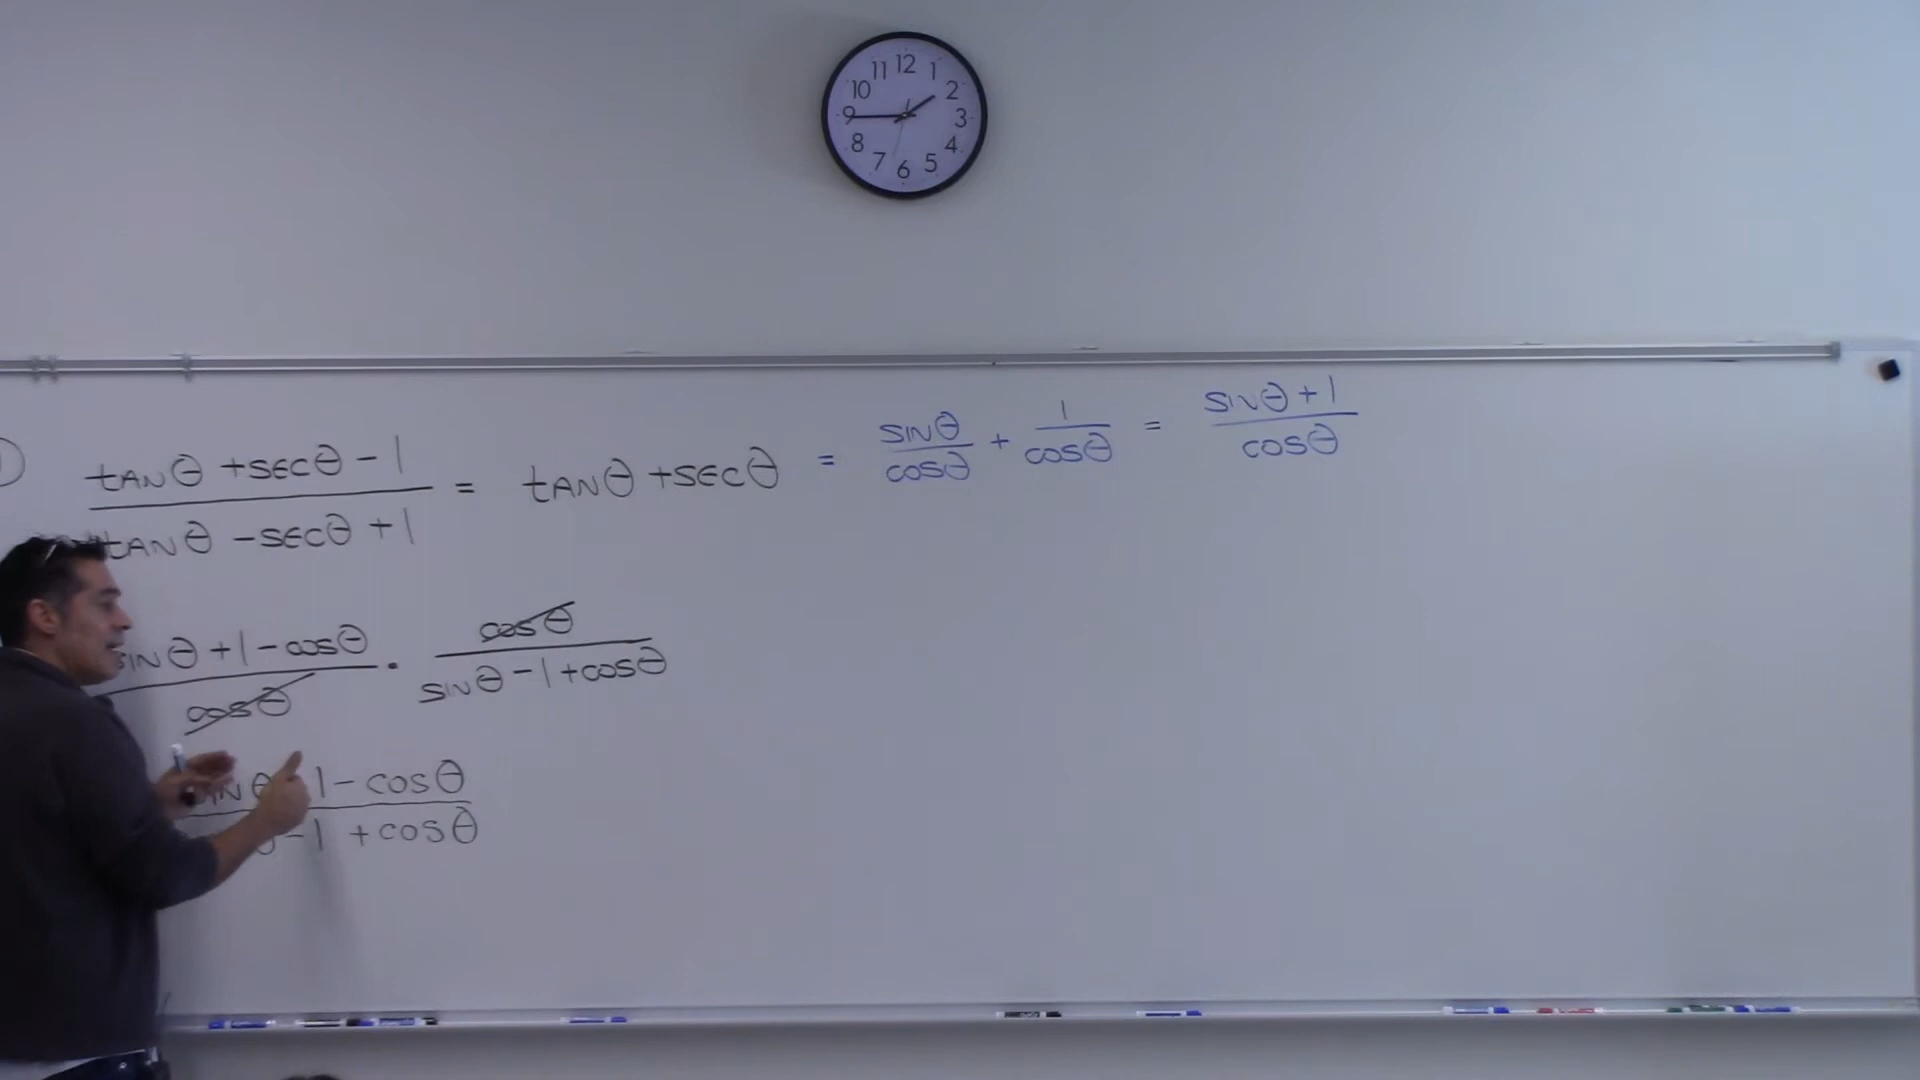 11 12 1
10 2
9 3
8 4
7 6 5
tanθ + secθ - 1 / tanθ - secθ + 1 = tanθ + secθ = sinθ/cosθ + 1/cosθ = sinθ + 1 / cosθ
θ + 1 - cosθ / cosθ · cosθ / sinθ - 1 + cosθ
θ 1 - cosθ / - 1 + cosθ